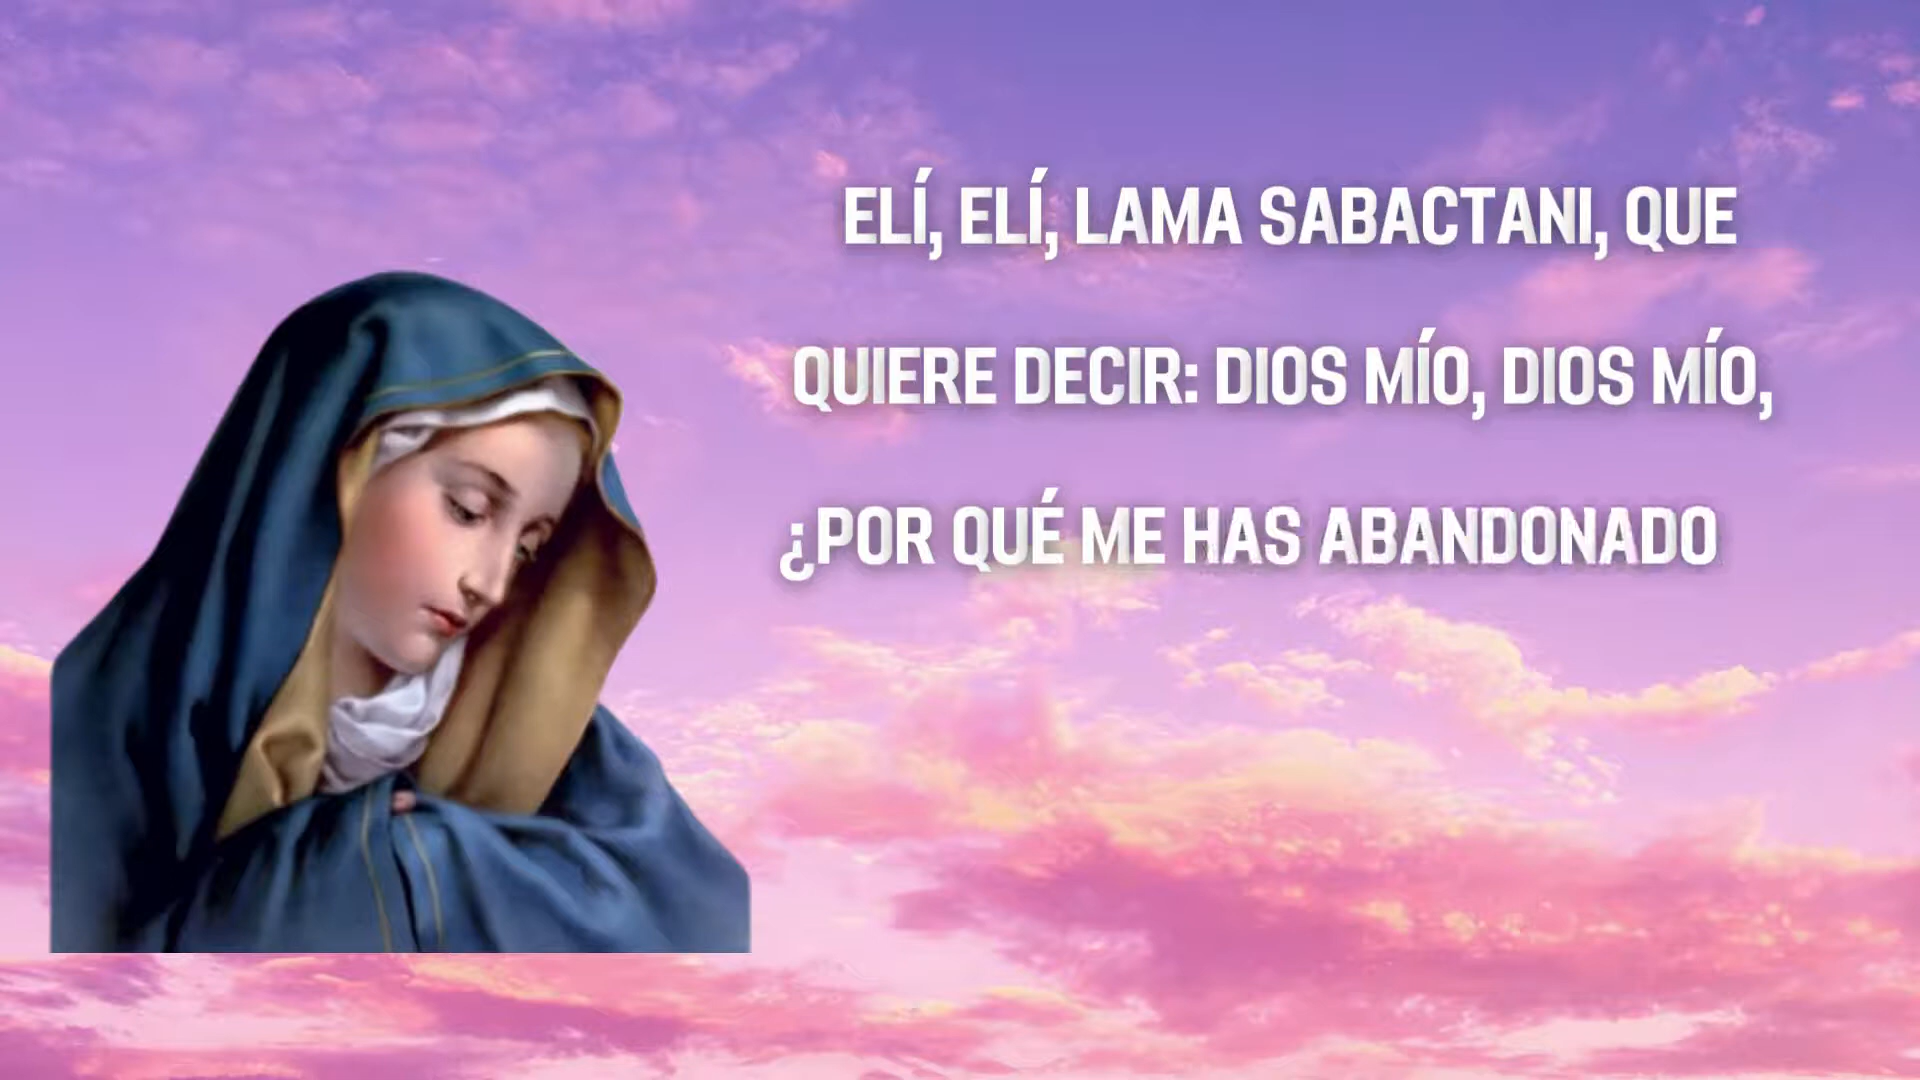 ELÍ, ELÍ, LAMA SABACTANI, QUE
QUIERE DECIR: DIOS MÍO, DIOS MÍO,
¿POR QUÉ ME HAS ABANDONADO